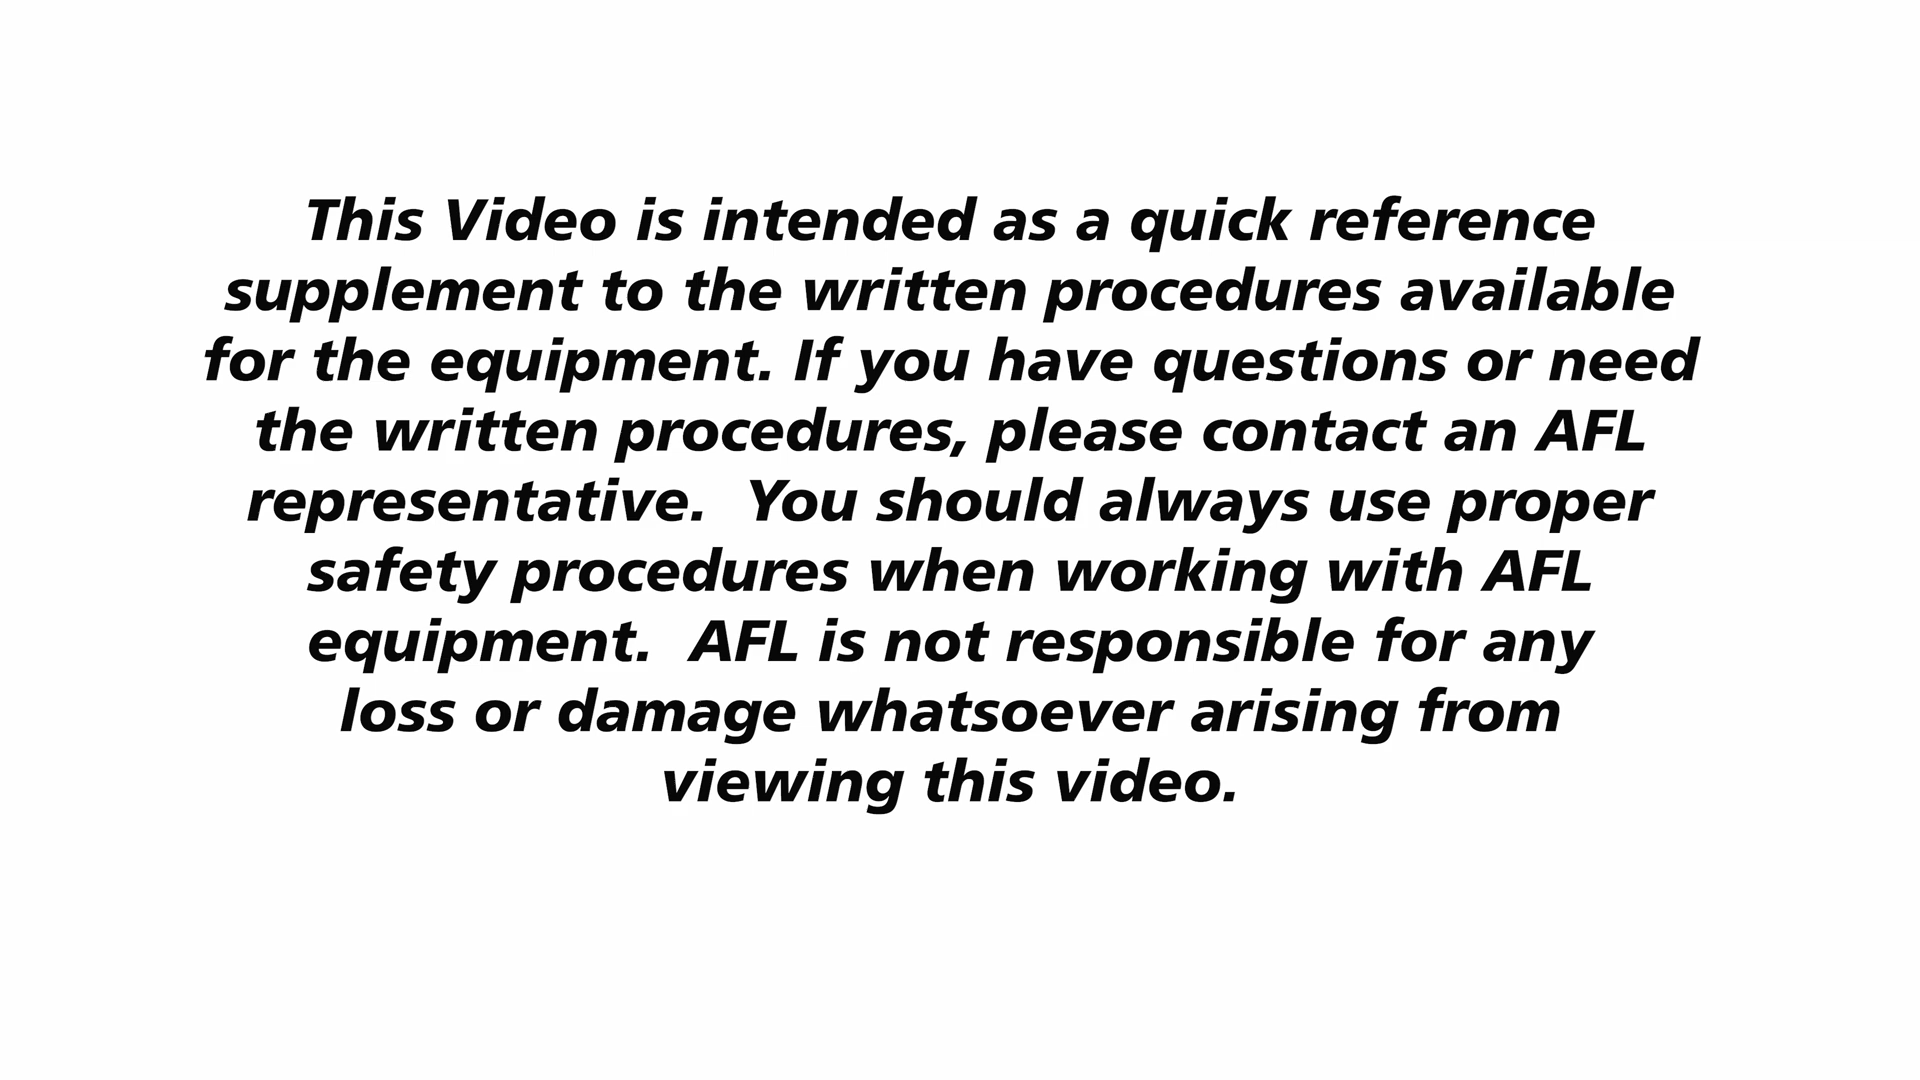 This Video is intended as a quick reference
supplement to the written procedures available
for the equipment. If you have questions or need
the written procedures, please contact an AFL
representative.  You should always use proper
safety procedures when working with AFL
equipment.  AFL is not responsible for any
loss or damage whatsoever arising from
viewing this video.